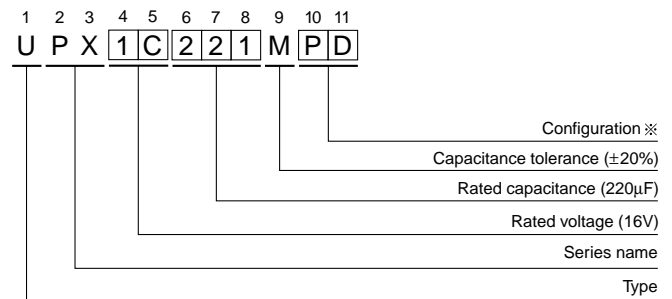 1 2 3 4 5 6 7 8 9 10 11
U P X 1 C 2 2 1 M P D
Configuration ※
Capacitance tolerance (±20%)
Rated capacitance (220µF)
Rated voltage (16V)
Series name
Type